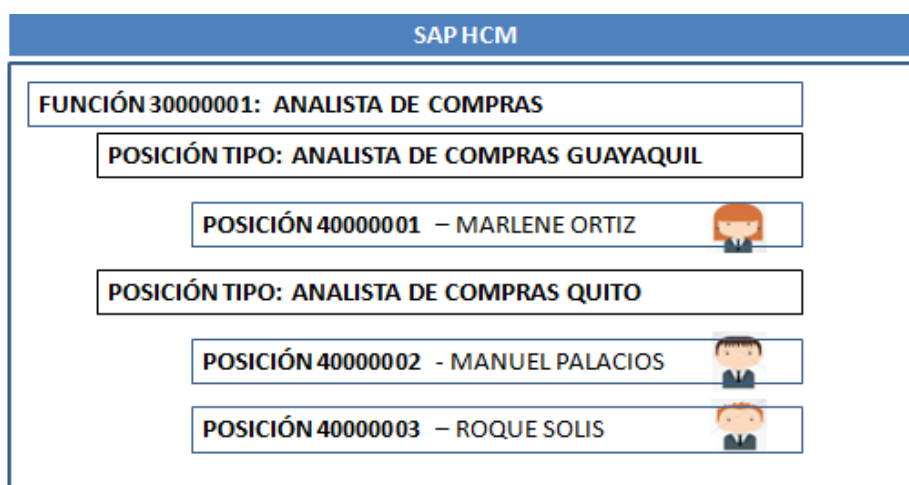 SAP HCM
FUNCIÓN 30000001: ANALISTA DE COMPRAS
POSICIÓN TIPO: ANALISTA DE COMPRAS GUAYAQUIL
POSICIÓN 40000001 – MARLENE ORTIZ
POSICIÓN TIPO: ANALISTA DE COMPRAS QUITO
POSICIÓN 40000002 - MANUEL PALACIOS
POSICIÓN 40000003 – ROQUE SOLIS